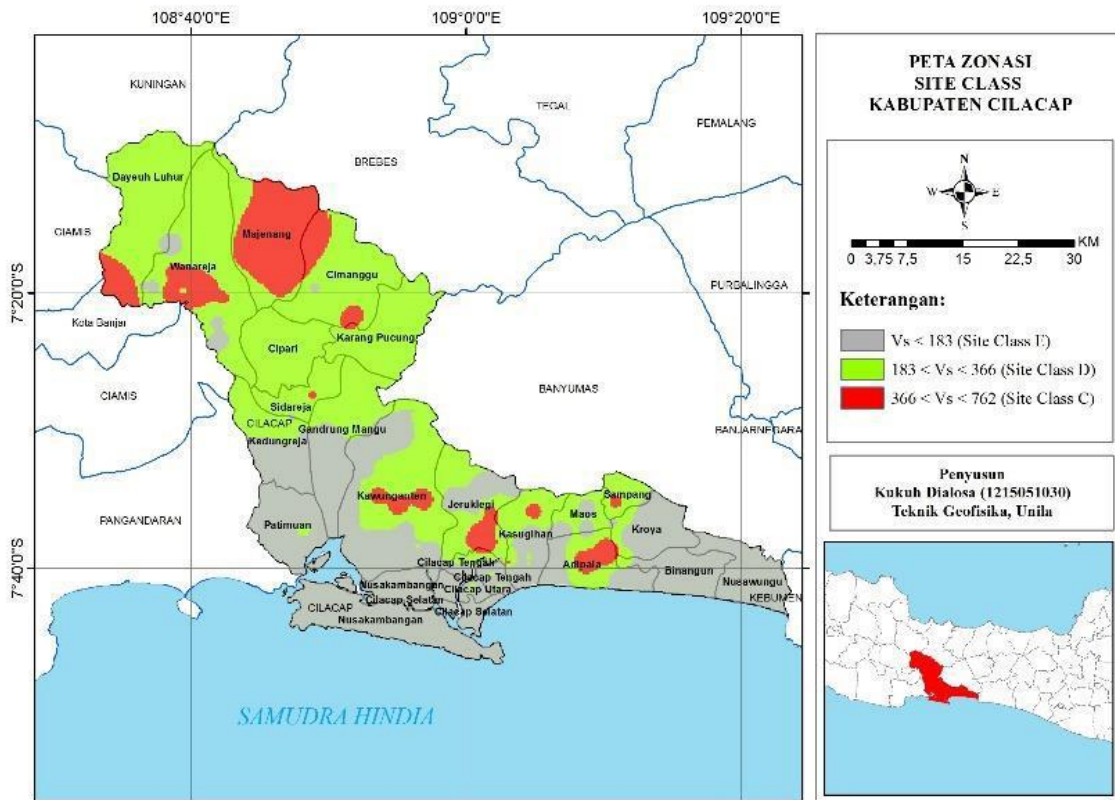 108°40'0"E
109°0'0"E
109°20'0"E
7°20'0"S
7°40'0"S
KUNINGAN
TEGAL
PEMALANG
BREBES
CIAMIS
Kota Banjar
PURBALINGGA
CIAMIS
BANYUMAS
BANJARNEGARA
PANGANDARAN
KEBUMEN
Dayeuh Luhur
Majenang
Wanareja
Cimanggu
Karang Pucung
Cipari
Sidareja
CILACAP
Gandrung Mangu
Kedungreja
Kawunganten
Jeruklegi
Sampang
Maos
Kroya
Patimuan
Kasugihan
Adipala
Binangun
Nusawungu
Cilacap Tengah
Cilacap Tengah
Nusakambangan
Cilacap Utara
Cilacap Selatan
CILACAP
Cilacap Selatan
Nusakambangan
SAMUDRA HINDIA
PETA ZONASI
SITE CLASS
KABUPATEN CILACAP
N
W E
S
KM
0 3,75 7,5 15 22,5 30
Keterangan:
Vs < 183 (Site Class E)
183 < Vs < 366 (Site Class D)
366 < Vs < 762 (Site Class C)
Penyusun
Kukuh Dialosa (1215051030)
Teknik Geofisika, Unila